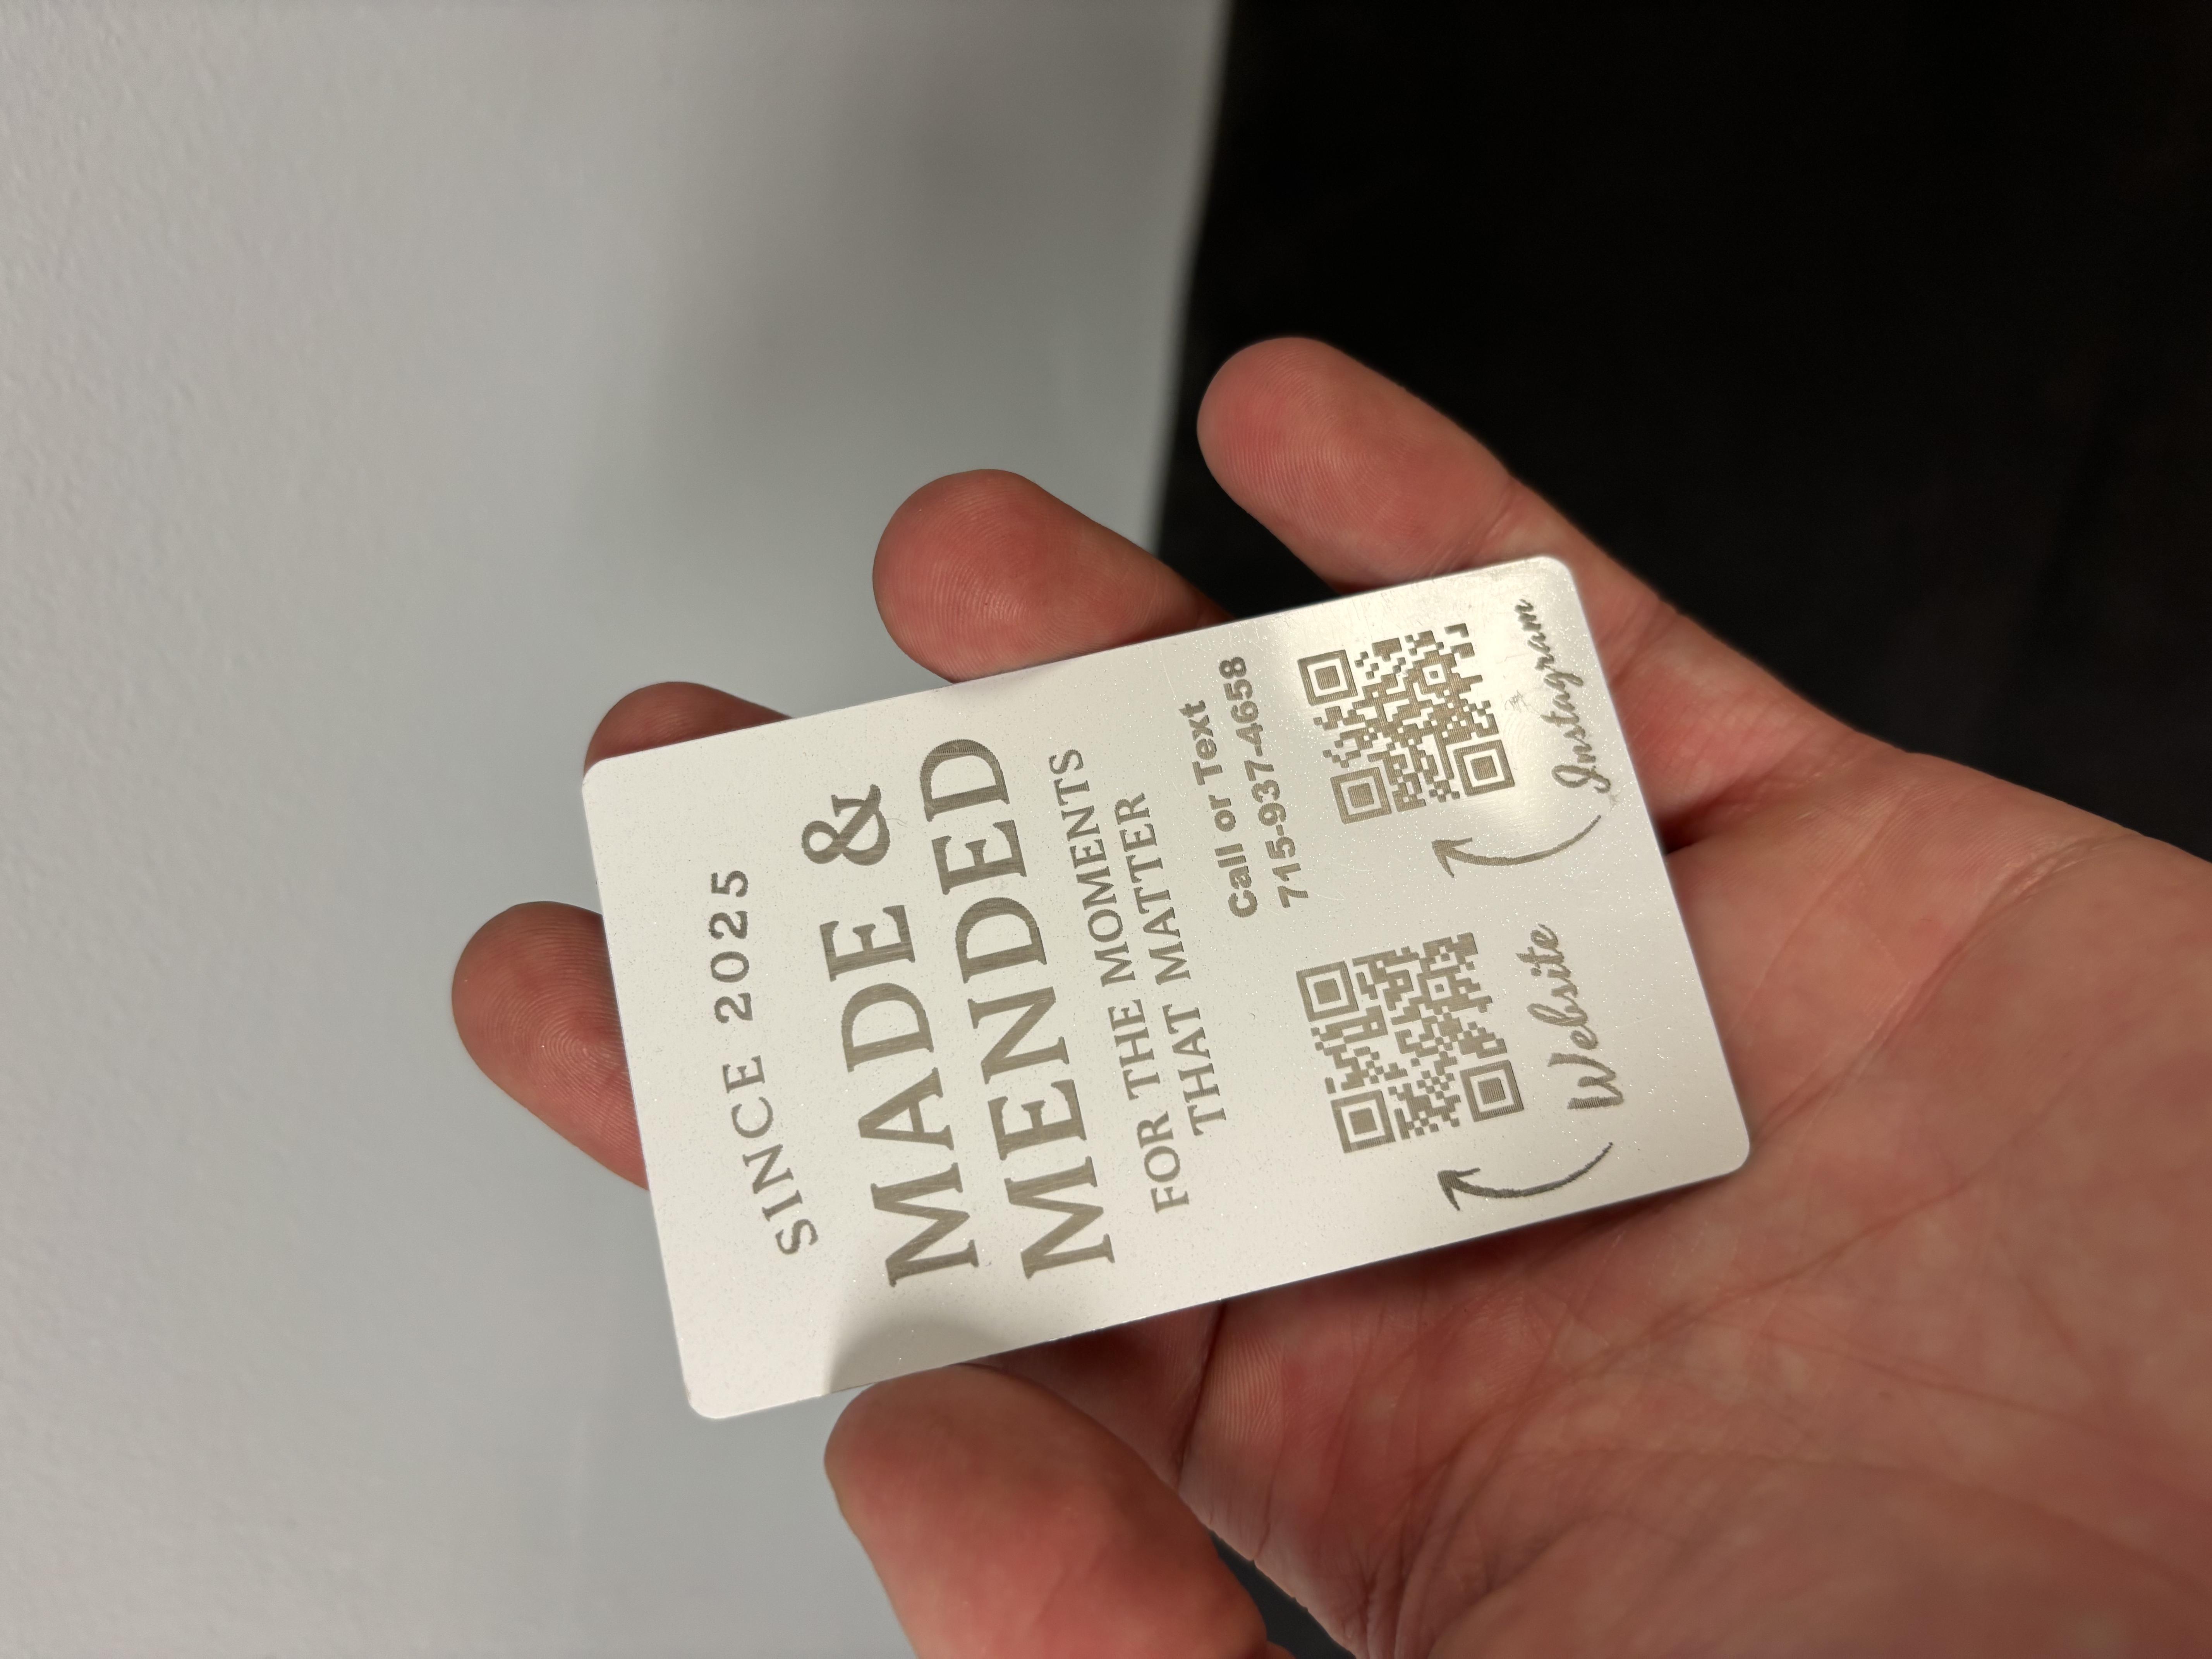 SINCE 2025
MADE &
MENDED
FOR THE MOMENTS
THAT MATTER
Call or Text
715-937-4658
Website
Instagram